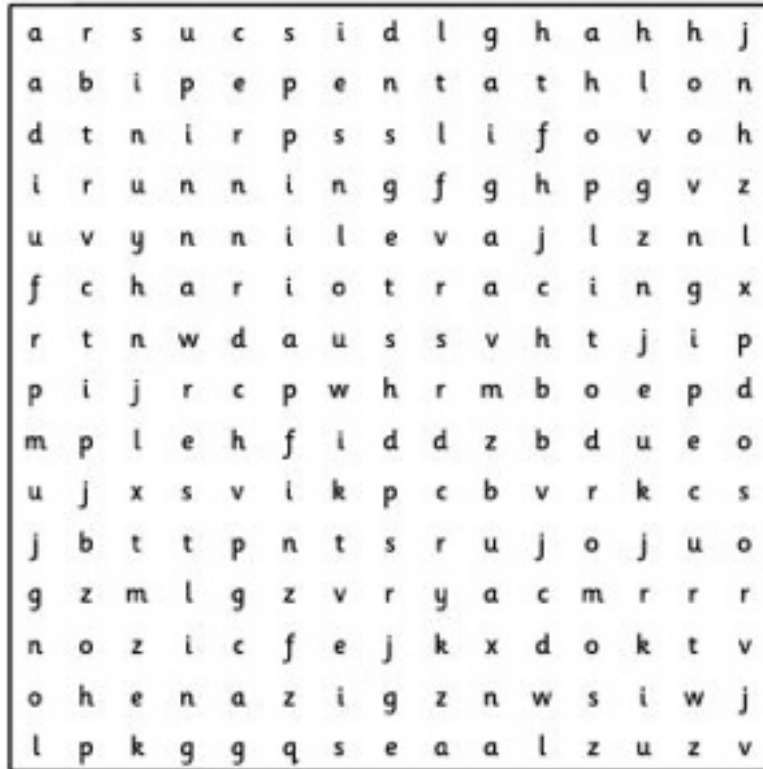 a r s u c s i d l g h a h h j
a b i p e p e n t a t h l o n
d t n i r p s s l i f o v o h
i r u n n i n g f g h p g v z
u v y n n i l e v a j l z n l
f c h a r i o t r a c i n g x
r t n w d a u s s v h t j i p
p i j r c p w h r m b o e p d
m p l e h f i d d z b d u e o
u j x s v i k p c b v r k c s
j b t t p n t s r u j o j u o
g z m l g z v r y a c m r r r
n o z i c f e j k x d o k t v
o h e n a z i g z n w s i w j
l p k g g q s e a a l z u z v